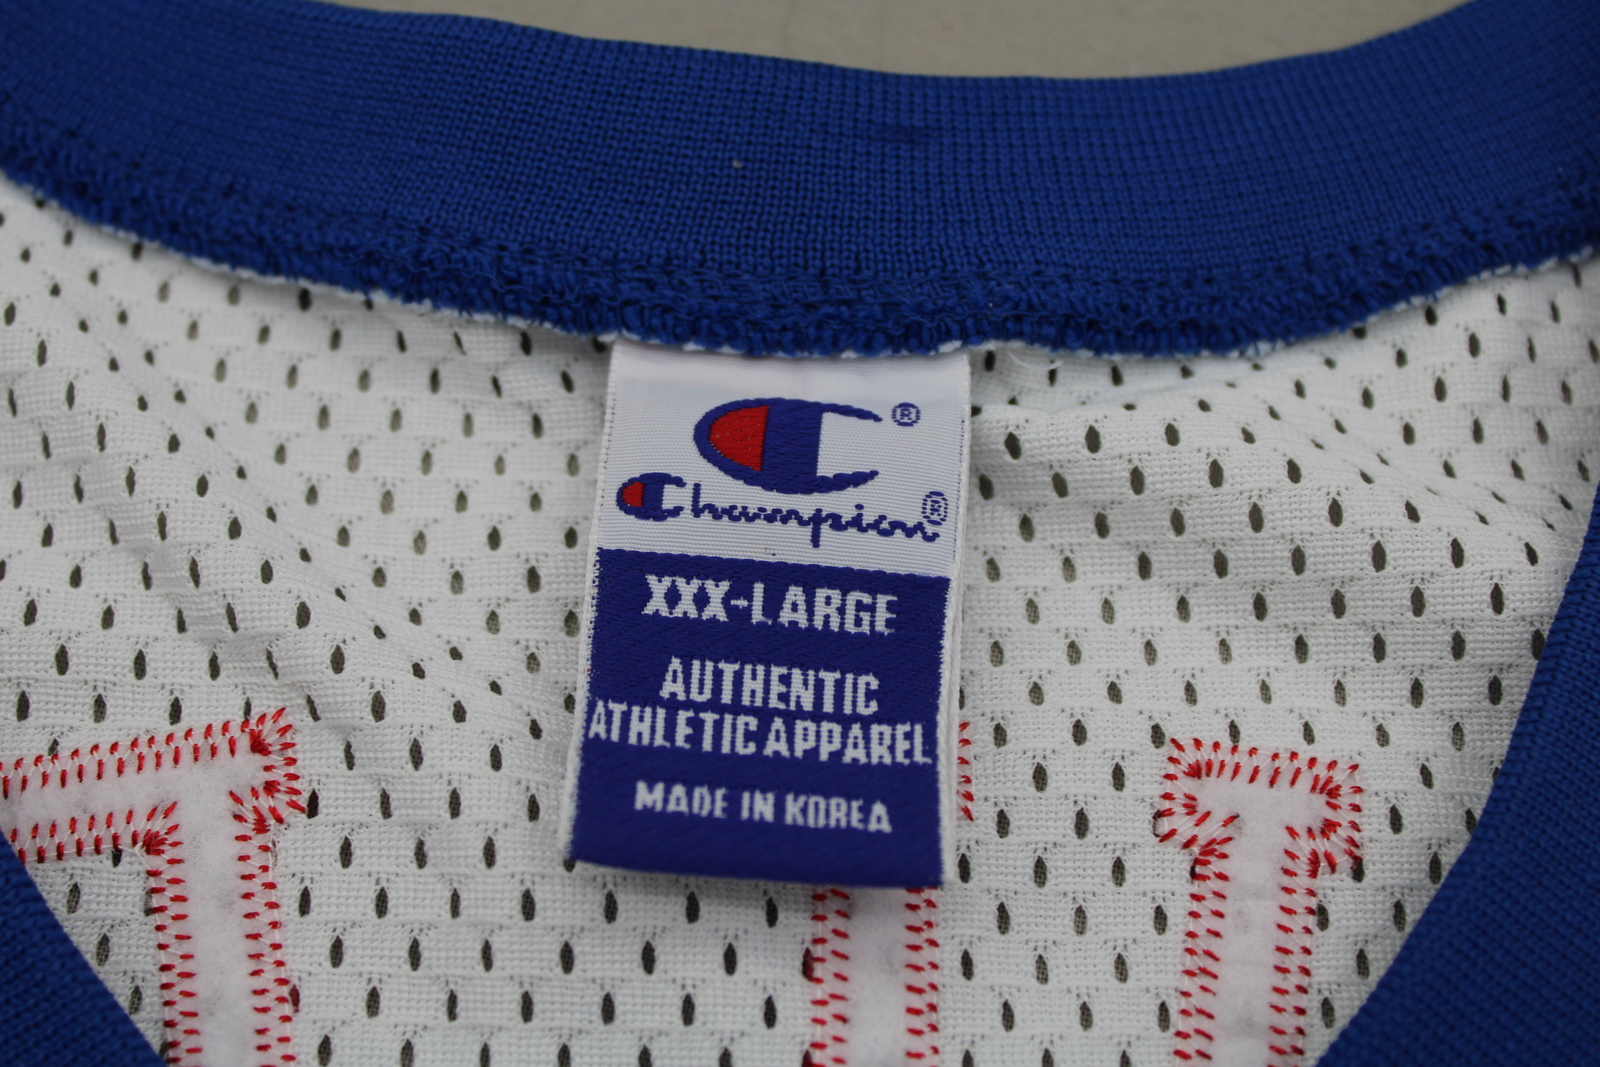 C®
Champion®
XXX-LARGE
AUTHENTIC
ATHLETIC APPAREL
MADE IN KOREA